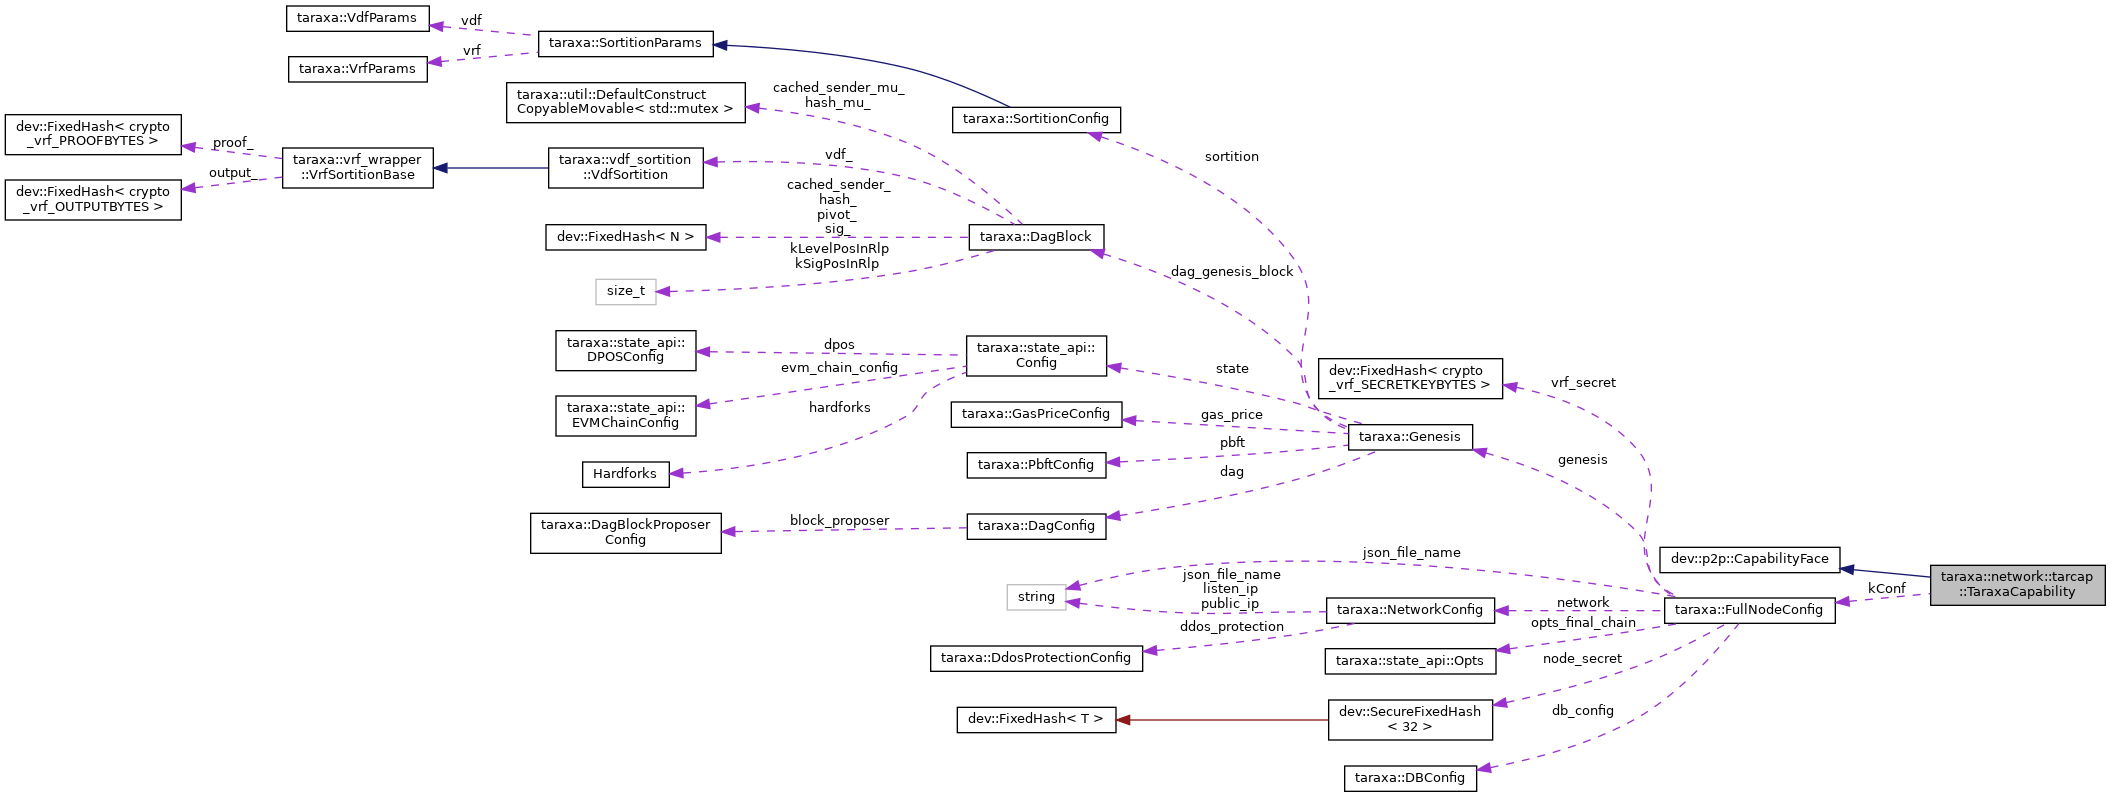 taraxa::VdfParams
vdf
taraxa::SortitionParams
vrf
taraxa::VrfParams
taraxa::util::DefaultConstruct
CopyableMovable< std::mutex >
cached_sender_mu_
hash_mu_
taraxa::SortitionConfig
dev::FixedHash< crypto
_vrf_PROOFBYTES >
proof_
taraxa::vrf_wrapper
::VrfSortitionBase
taraxa::vdf_sortition
::VdfSortition
vdf_
sortition
output_
dev::FixedHash< crypto
_vrf_OUTPUTBYTES >
cached_sender_
hash_
pivot_
sig_
dev::FixedHash< N >
taraxa::DagBlock
kLevelPosInRlp
kSigPosInRlp
size_t
dag_genesis_block
taraxa::state_api::
DPOSConfig
dpos
taraxa::state_api::
Config
evm_chain_config
state
dev::FixedHash< crypto
_vrf_SECRETKEYBYTES >
vrf_secret
taraxa::state_api::
EVMChainConfig
hardforks
taraxa::GasPriceConfig
gas_price
taraxa::Genesis
pbft
genesis
Hardforks
taraxa::PbftConfig
dag
taraxa::DagBlockProposer
Config
block_proposer
taraxa::DagConfig
json_file_name
dev::p2p::CapabilityFace
taraxa::network::tarcap
::TaraxaCapability
kConf
string
json_file_name
listen_ip
public_ip
taraxa::NetworkConfig
network
taraxa::FullNodeConfig
ddos_protection
opts_final_chain
taraxa::DdosProtectionConfig
taraxa::state_api::Opts
node_secret
dev::FixedHash< T >
dev::SecureFixedHash
< 32 >
db_config
taraxa::DBConfig